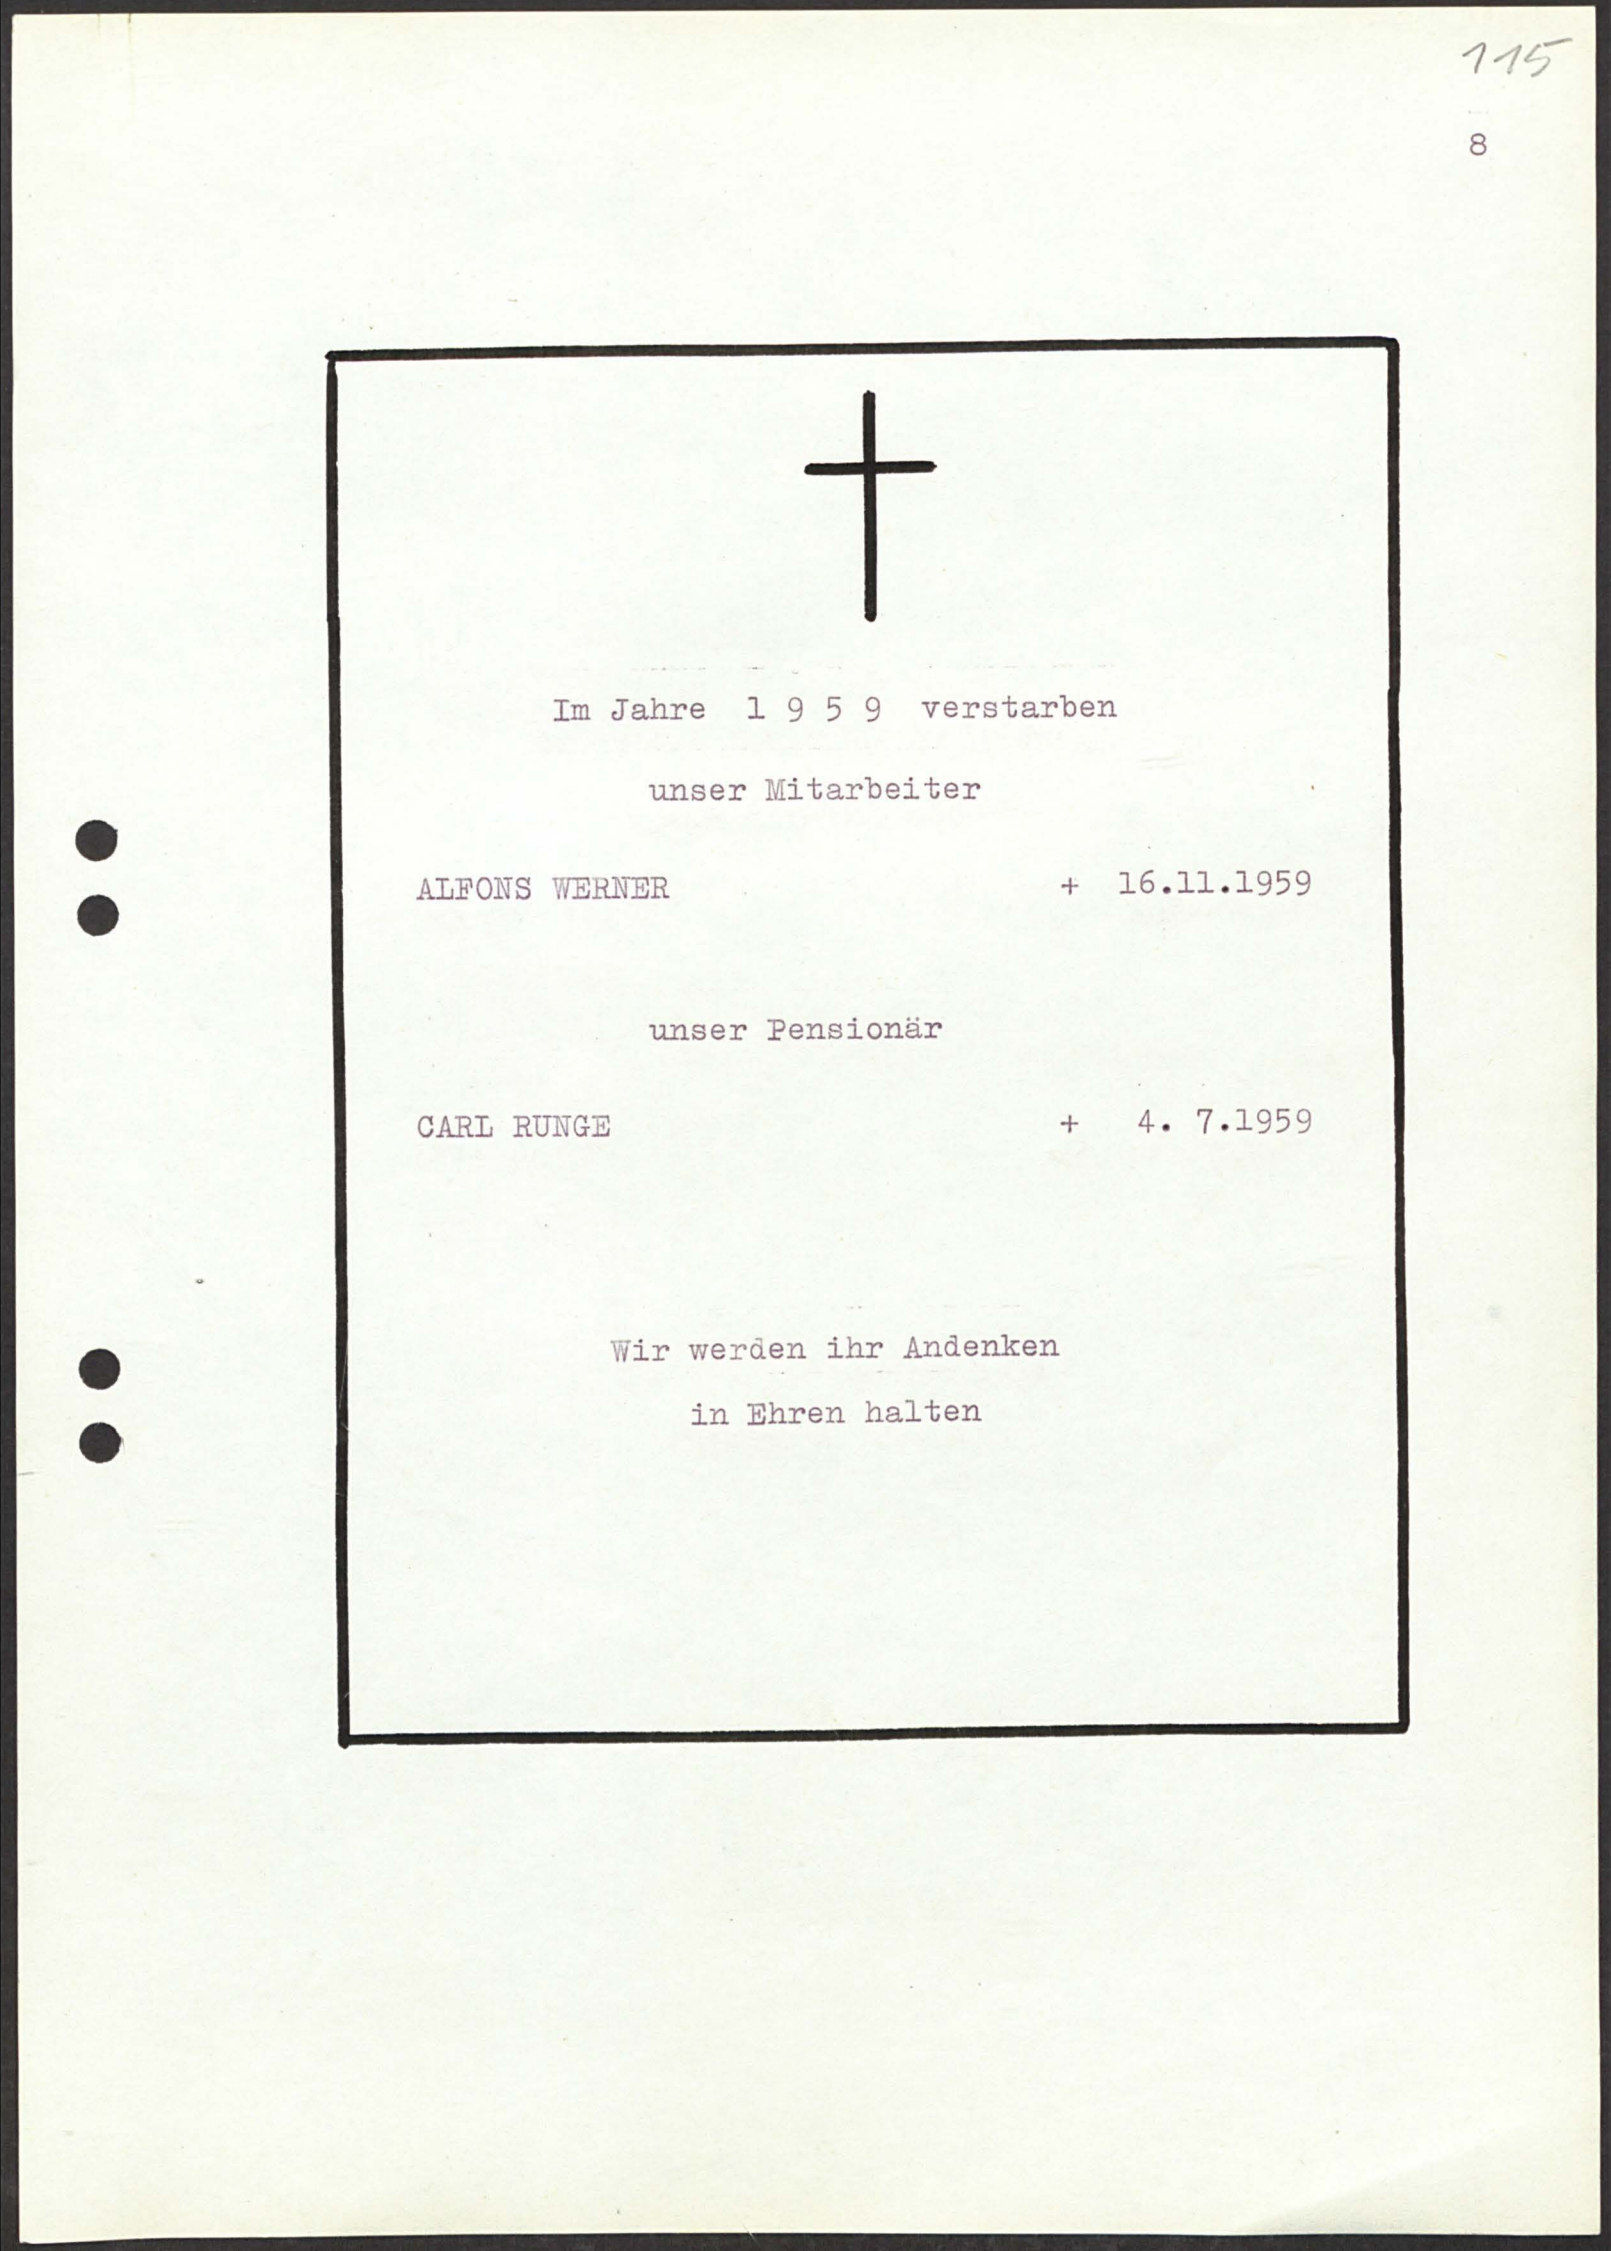 115
8
Im Jahre 1 9 5 9 verstarben
unser Mitarbeiter
ALFONS WERNER + 16.11.1959
unser Pensionär
CARL RUNGE + 4. 7.1959
Wir werden ihr Andenken
in Ehren halten